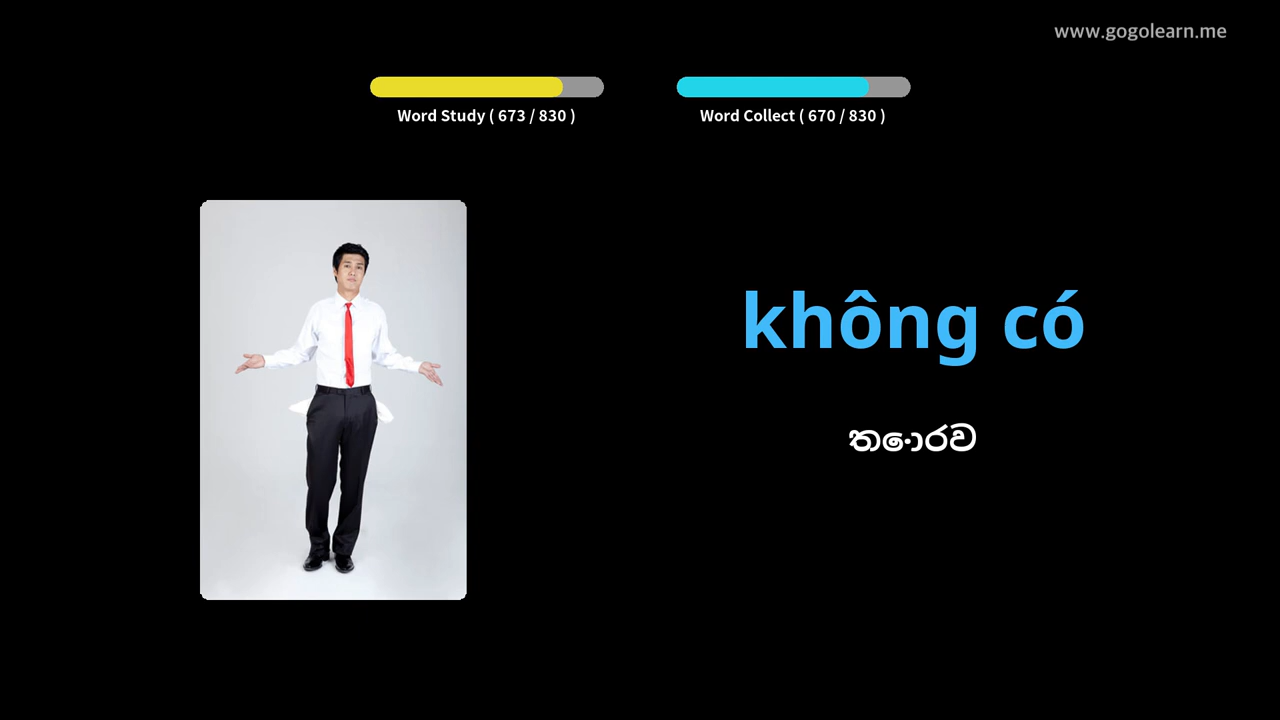 www.gogolearn.me
Word Study ( 673 / 830 )
Word Collect ( 670 / 830 )
không có
ත‌ොරව